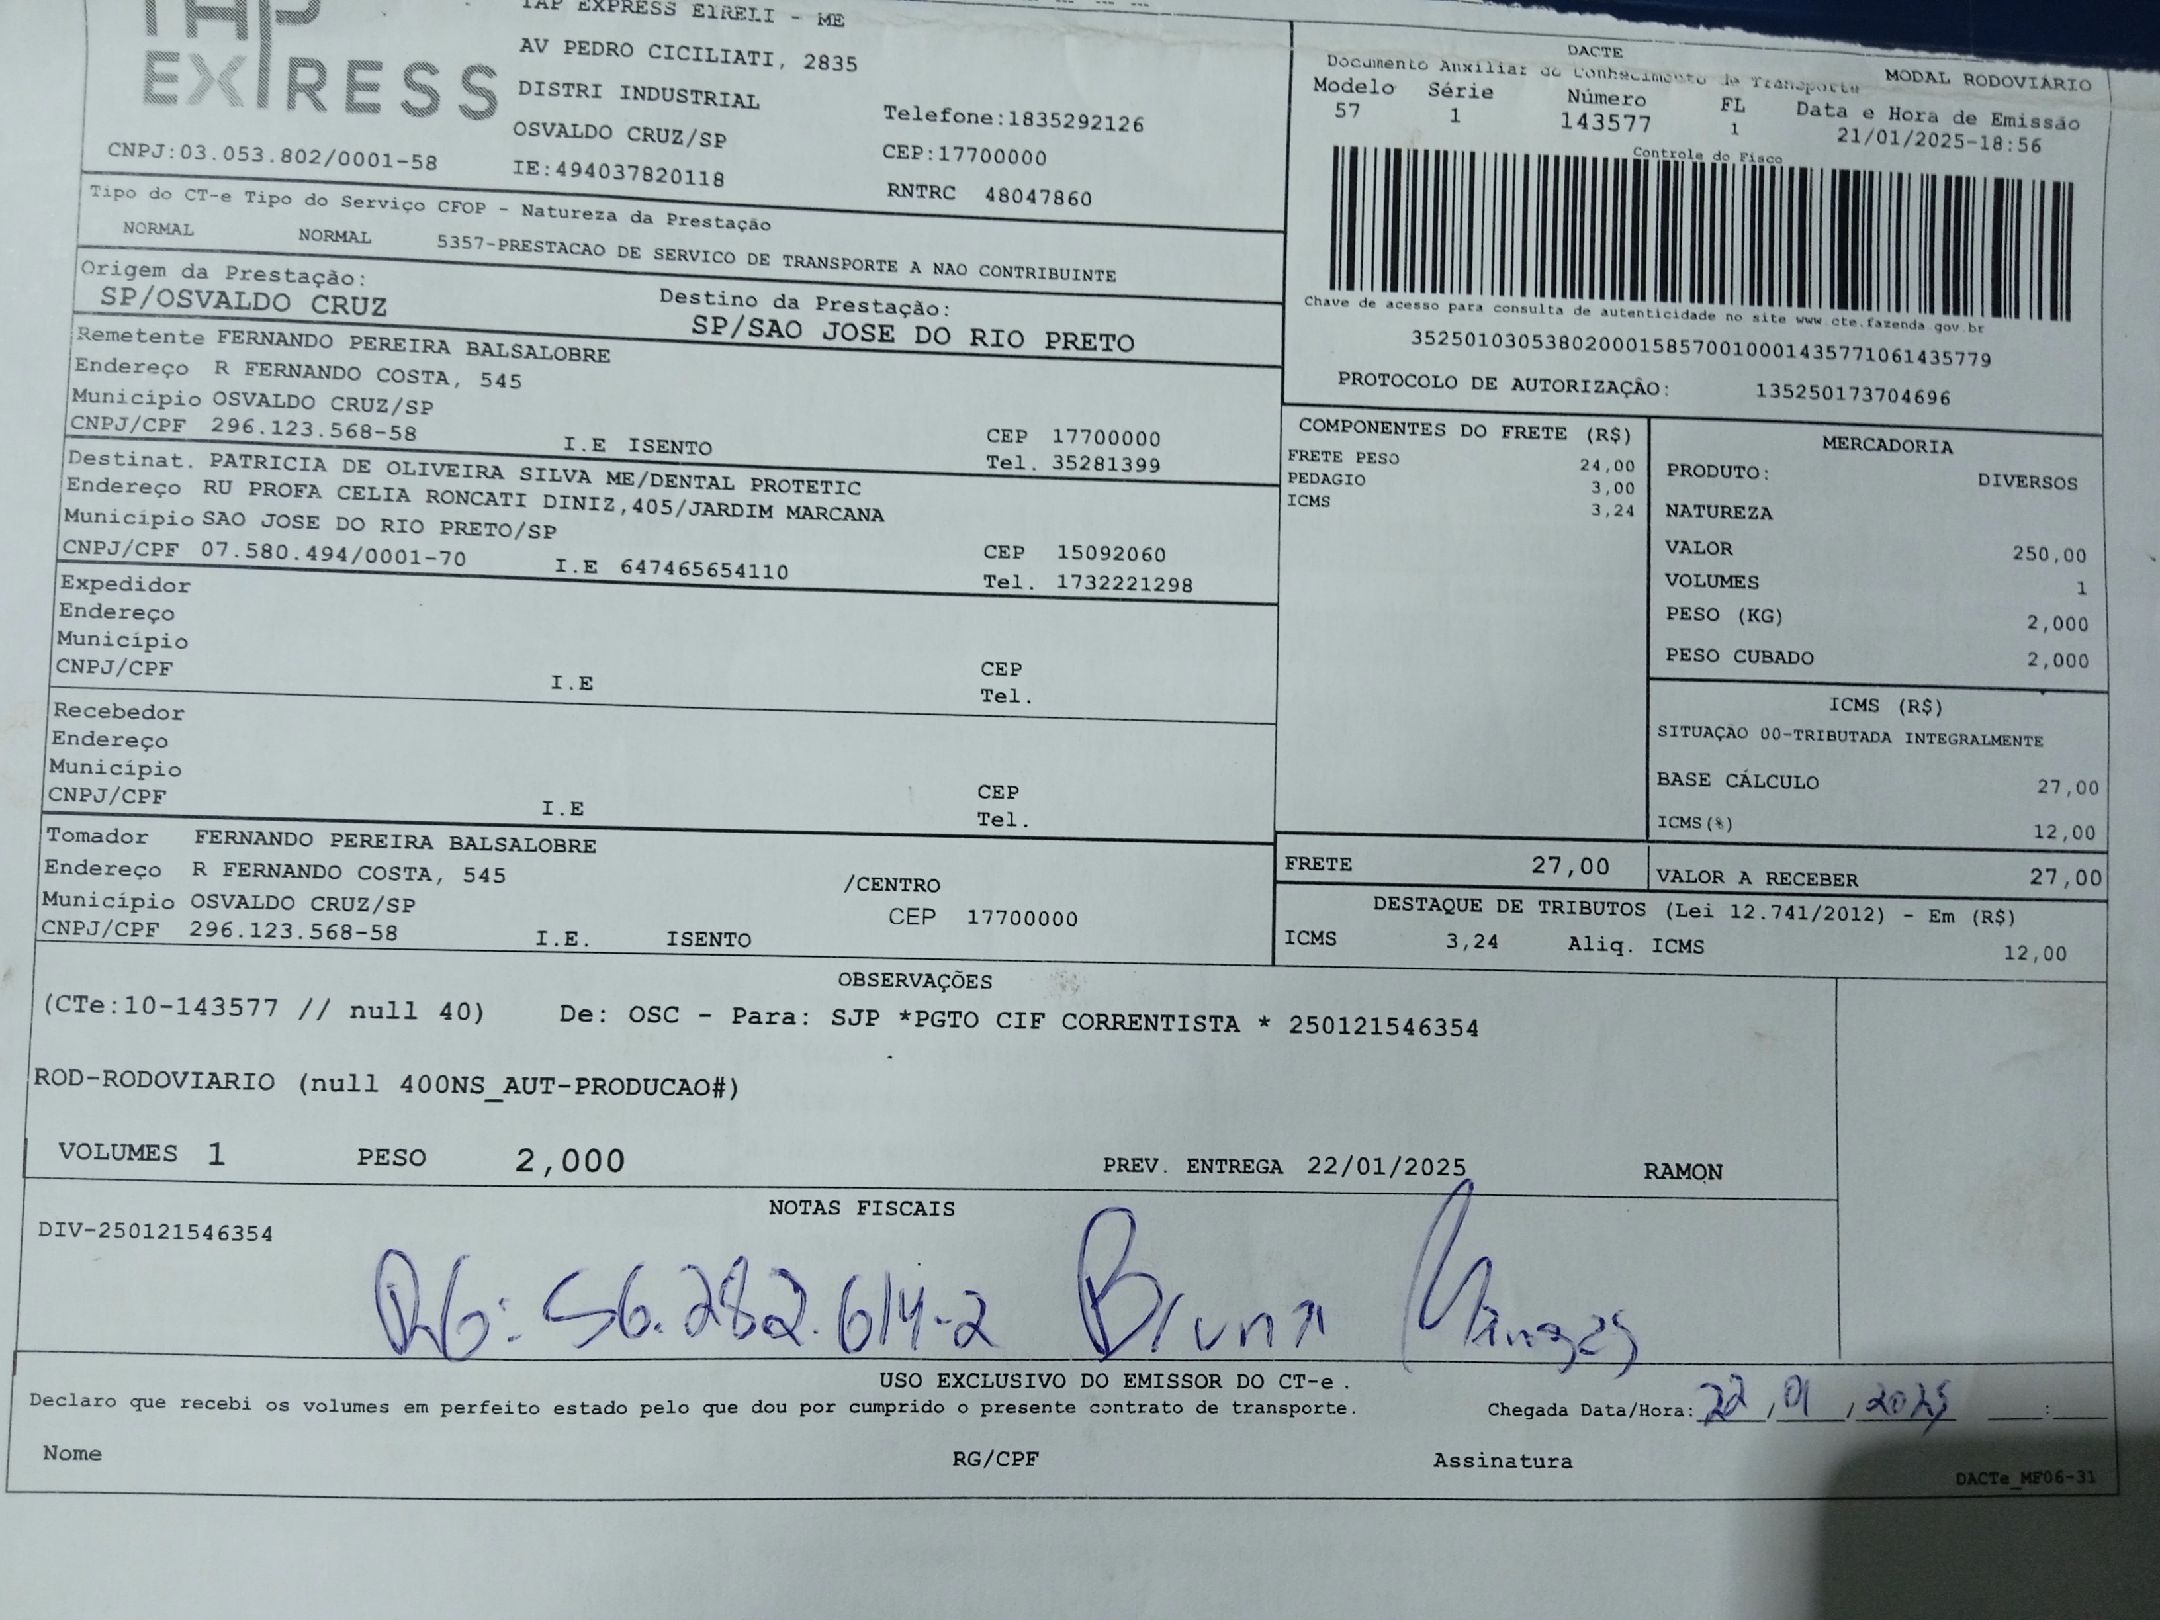 TAP
EXPRESS
TAP EXPRESS EIRELI - ME
AV PEDRO CICILIATI, 2835
DISTRI INDUSTRIAL
OSVALDO CRUZ/SP
Telefone:1835292126
CEP:17700000
CNPJ:03.053.802/0001-58
IE:494037820118
RNTRC 48047860
DACTE
Documento Auxiliar do Conhecimento de Transporte
MODAL RODOVIÁRIO
Modelo Série Número FL Data e Hora de Emissão
57 1 143577 1 21/01/2025-18:56
Controle do Fisco
Chave de acesso para consulta de autenticidade no site www.cte.fazenda.gov.br
35250103053802000158570010001435771061435779
PROTOCOLO DE AUTORIZAÇÃO: 135250173704696
Tipo do CT-e Tipo do Serviço CFOP - Natureza da Prestação
NORMAL NORMAL 5357-PRESTACAO DE SERVICO DE TRANSPORTE A NAO CONTRIBUINTE
Origem da Prestação: Destino da Prestação:
SP/OSVALDO CRUZ SP/SAO JOSE DO RIO PRETO
Remetente FERNANDO PEREIRA BALSALOBRE
Endereço R FERNANDO COSTA, 545
Município OSVALDO CRUZ/SP CEP 17700000
CNPJ/CPF 296.123.568-58 I.E ISENTO Tel. 35281399
Destinat. PATRICIA DE OLIVEIRA SILVA ME/DENTAL PROTETIC
Endereço RU PROFA CELIA RONCATI DINIZ,405/JARDIM MARCANA
Município SAO JOSE DO RIO PRETO/SP CEP 15092060
CNPJ/CPF 07.580.494/0001-70 I.E 647465654110 Tel. 1732221298
Expedidor
Endereço
Município CEP
CNPJ/CPF I.E Tel.
Recebedor
Endereço
Município CEP
CNPJ/CPF I.E Tel.
Tomador FERNANDO PEREIRA BALSALOBRE
Endereço R FERNANDO COSTA, 545 /CENTRO
Município OSVALDO CRUZ/SP CEP 17700000
CNPJ/CPF 296.123.568-58 I.E. ISENTO
COMPONENTES DO FRETE (R$)
FRETE PESO 24,00
PEDAGIO 3,00
ICMS 3,24
MERCADORIA
PRODUTO: DIVERSOS
NATUREZA
VALOR 250,00
VOLUMES 1
PESO (KG) 2,000
PESO CUBADO 2,000
ICMS (R$)
SITUAÇÃO 00-TRIBUTADA INTEGRALMENTE
BASE CÁLCULO 27,00
ICMS(%) 12,00
FRETE 27,00 VALOR A RECEBER 27,00
DESTAQUE DE TRIBUTOS (Lei 12.741/2012) - Em (R$)
ICMS 3,24 Aliq. ICMS 12,00
OBSERVAÇÕES
(CTe:10-143577 // null 40) De: OSC - Para: SJP *PGTO CIF CORRENTISTA * 250121546354
ROD-RODOVIARIO (null 400NS_AUT-PRODUCAO#)
VOLUMES 1 PESO 2,000 PREV. ENTREGA 22/01/2025 RAMON
NOTAS FISCAIS
DIV-250121546354
RG: 56.282.614-2 Bruna
USO EXCLUSIVO DO EMISSOR DO CT-e.
Declaro que recebi os volumes em perfeito estado pelo que dou por cumprido o presente contrato de transporte. Chegada Data/Hora: 22, 01, 2025 :
Nome RG/CPF Assinatura
DACTe_MF06-31